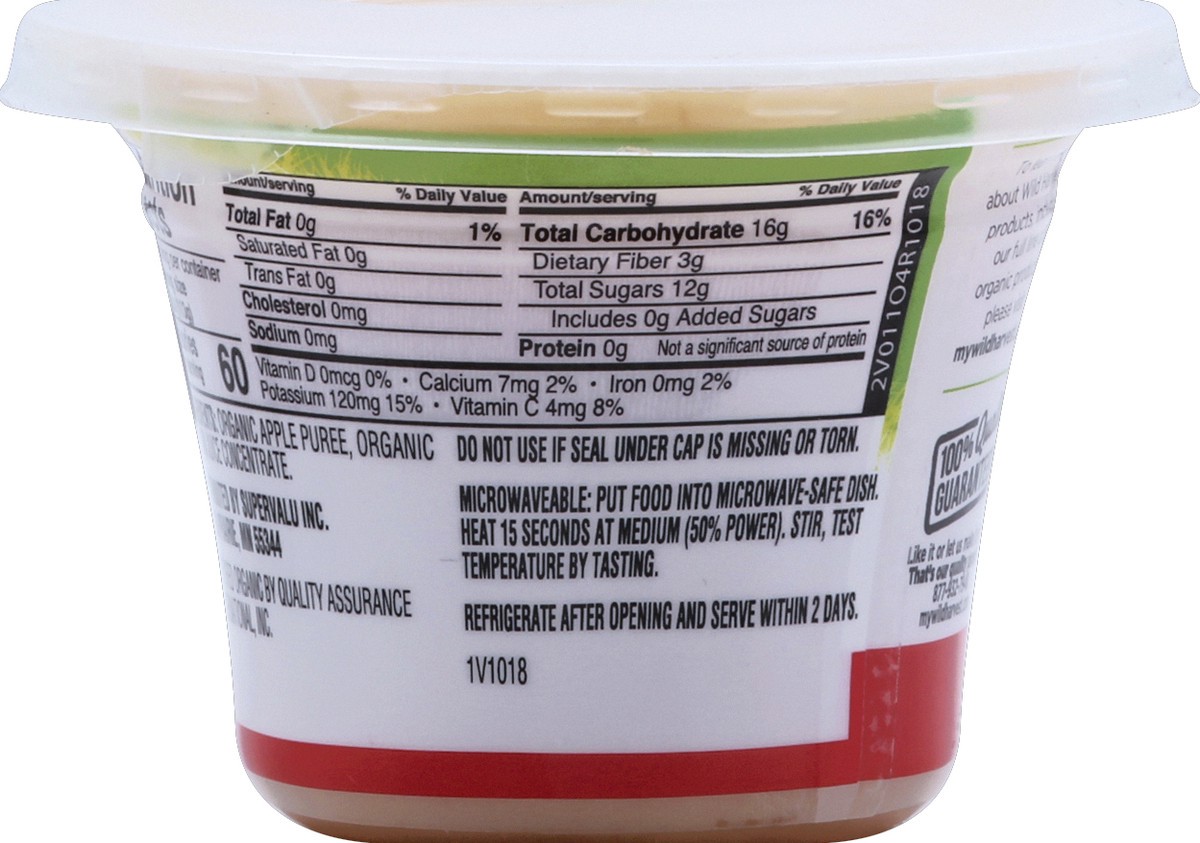 Amount/serving % Daily Value
Total Fat 0g 1%
Saturated Fat 0g
Trans Fat 0g
Cholesterol 0mg
Sodium 0mg
Amount/serving % Daily Value
Total Carbohydrate 16g 16%
Dietary Fiber 3g
Total Sugars 12g
Includes 0g Added Sugars
Protein 0g Not a significant source of protein
per container
60
Vitamin D 0mcg 0% • Calcium 7mg 2% • Iron 0mg 2%
Potassium 120mg 15% • Vitamin C 4mg 8%
ORGANIC APPLE PUREE, ORGANIC
CONCENTRATE.
BY SUPERVALU INC.
MN 55344
ORGANIC BY QUALITY ASSURANCE
INC.
DO NOT USE IF SEAL UNDER CAP IS MISSING OR TORN.
MICROWAVEABLE: PUT FOOD INTO MICROWAVE-SAFE DISH.
HEAT 15 SECONDS AT MEDIUM (50% POWER). STIR, TEST
TEMPERATURE BY TASTING.
REFRIGERATE AFTER OPENING AND SERVE WITHIN 2 DAYS.
1V1018
2V01104R1018
about Wild
products,
our full
organic
please
100%
Like it or let us
That's our